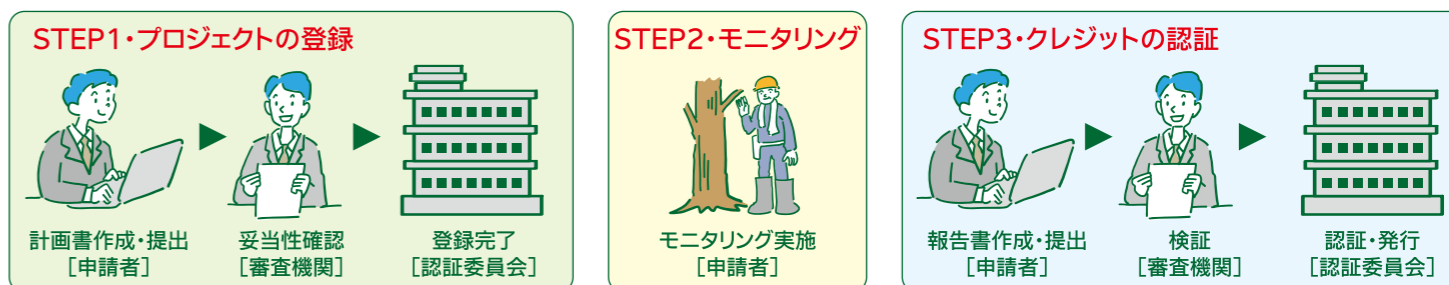 STEP1・プロジェクトの登録
計画書作成・提出
［申請者］
妥当性確認
［審査機関］
登録完了
［認証委員会］
STEP2・モニタリング
モニタリング実施
［申請者］
STEP3・クレジットの認証
報告書作成・提出
［申請者］
検証
［審査機関］
認証・発行
［認証委員会］